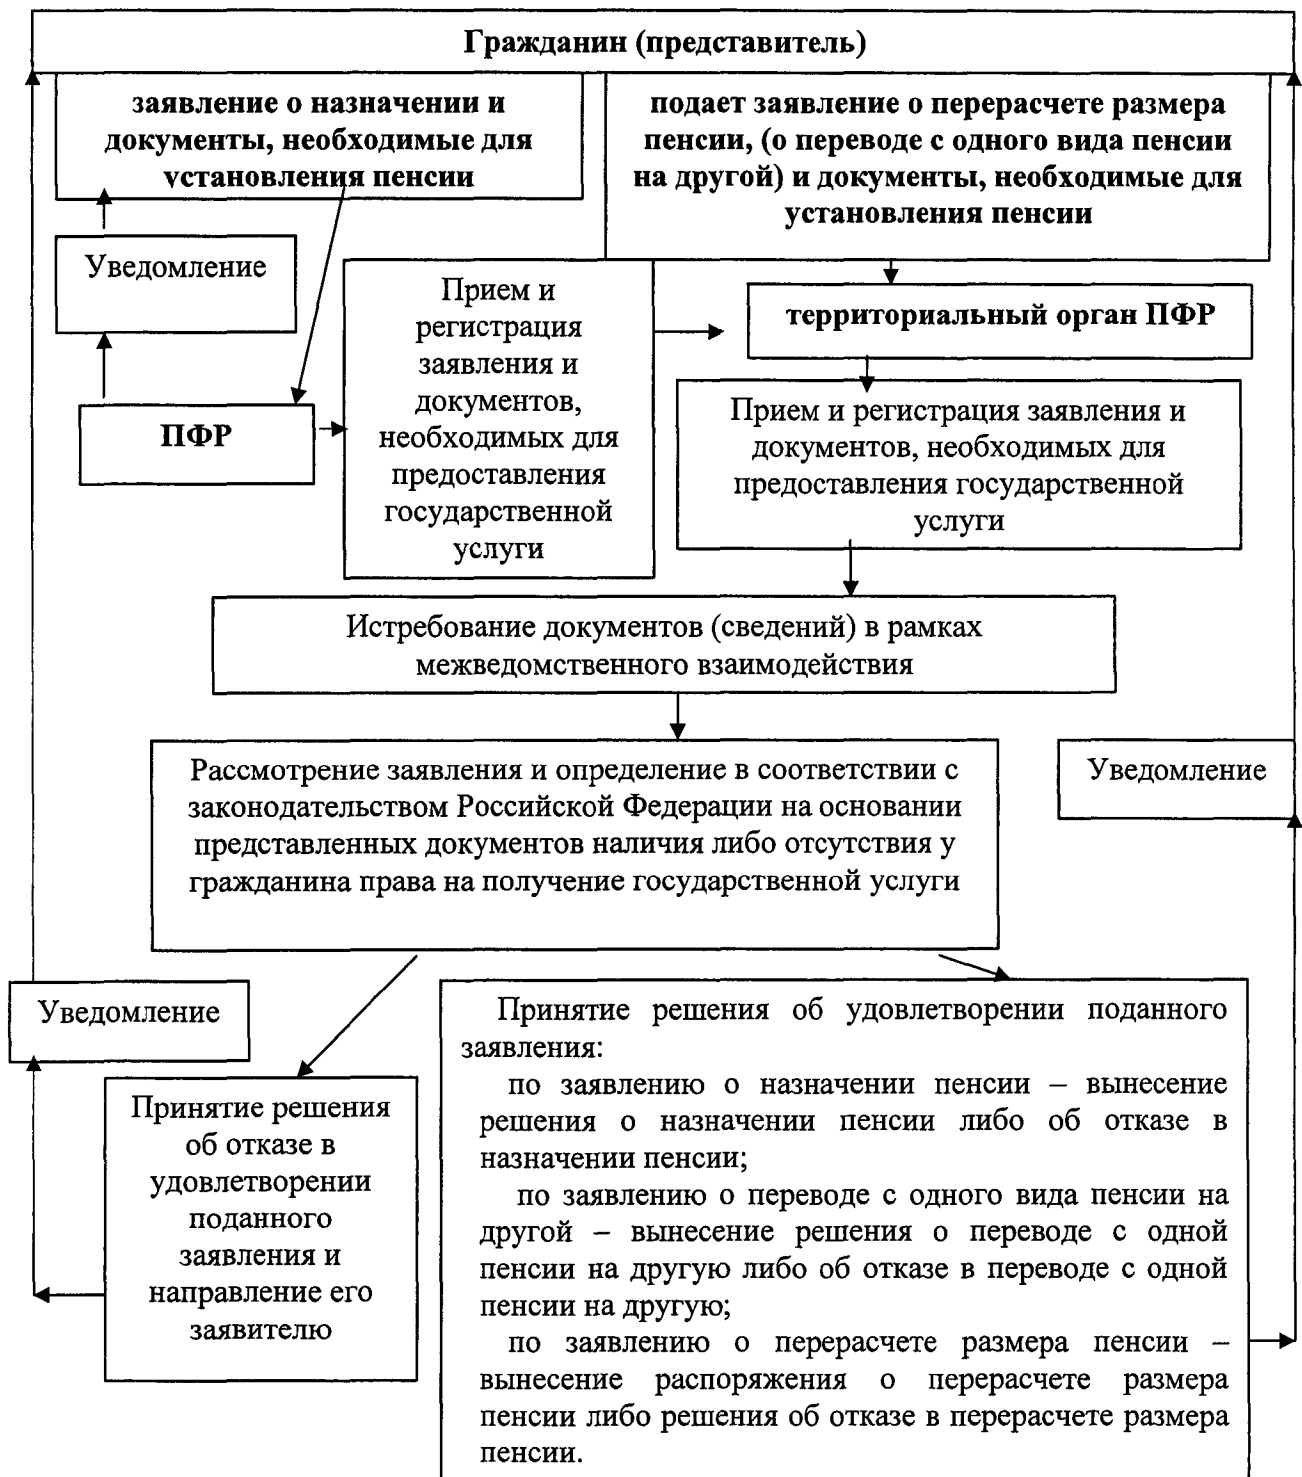 Гражданин (представитель)
заявление о назначении и
документы, необходимые для
установления пенсии
подает заявление о перерасчете размера
пенсии, (о переводе с одного вида пенсии
на другой) и документы, необходимые для
установления пенсии
Уведомление
Прием и
регистрация
заявления и
документов,
необходимых для
предоставления
государственной
услуги
территориальный орган ПФР
ПФР
Прием и регистрация заявления и
документов, необходимых для
предоставления государственной
услуги
Истребование документов (сведений) в рамках
межведомственного взаимодействия
Рассмотрение заявления и определение в соответствии с
законодательством Российской Федерации на основании
представленных документов наличия либо отсутствия у
гражданина права на получение государственной услуги
Уведомление
Уведомление
Принятие решения
об отказе в
удовлетворении
поданного
заявления и
направление его
заявителю
Принятие решения об удовлетворении поданного
заявления:
по заявлению о назначении пенсии – вынесение
решения о назначении пенсии либо об отказе в
назначении пенсии;
по заявлению о переводе с одного вида пенсии на
другой – вынесение решения о переводе с одной
пенсии на другую либо об отказе в переводе с одной
пенсии на другую;
по заявлению о перерасчете размера пенсии –
вынесение распоряжения о перерасчете размера
пенсии либо решения об отказе в перерасчете размера
пенсии.